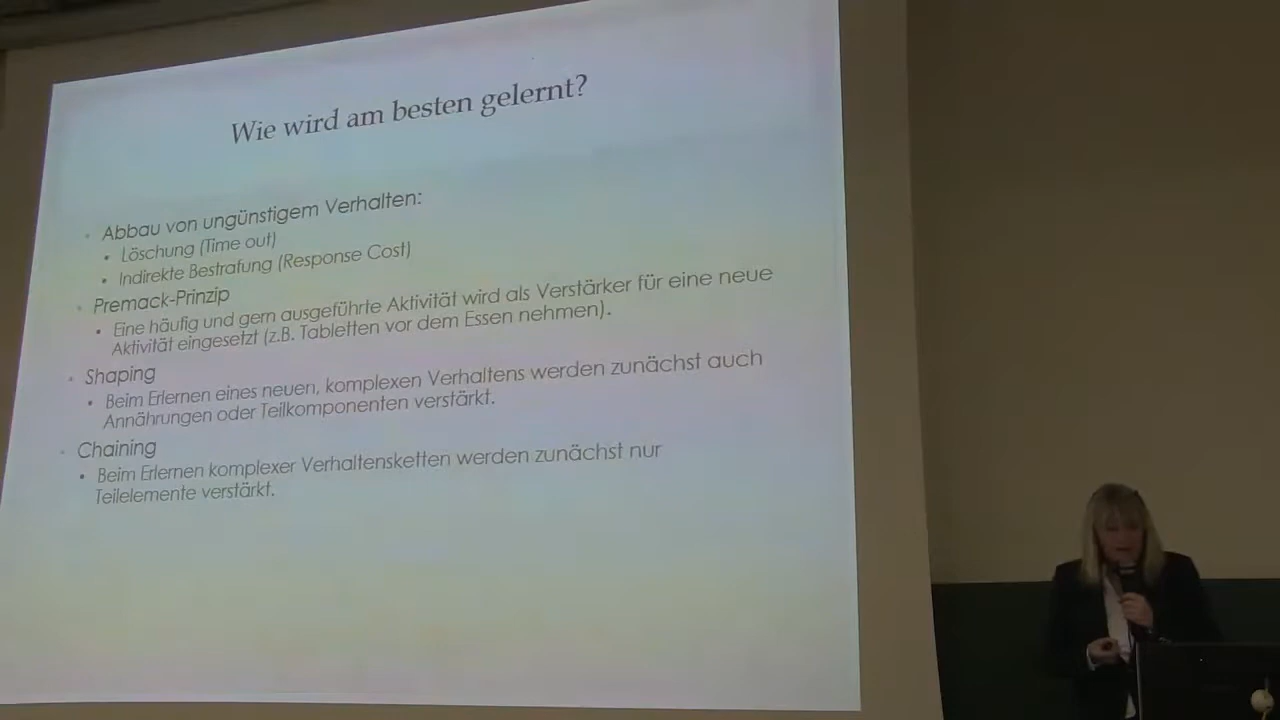 Wie wird am besten gelernt?
Abbau von ungünstigem Verhalten:
Löschung (Time out)
Indirekte Bestrafung (Response Cost)
Premack-Prinzip
Eine häufig und gern ausgeführte Aktivität wird als Verstärker für eine neue
Aktivität eingesetzt (z.B. Tabletten vor dem Essen nehmen).
Shaping
Beim Erlernen eines neuen, komplexen Verhaltens werden zunächst auch
Annährungen oder Teilkomponenten verstärkt.
Chaining
Beim Erlernen komplexer Verhaltensketten werden zunächst nur
Teilelemente verstärkt.